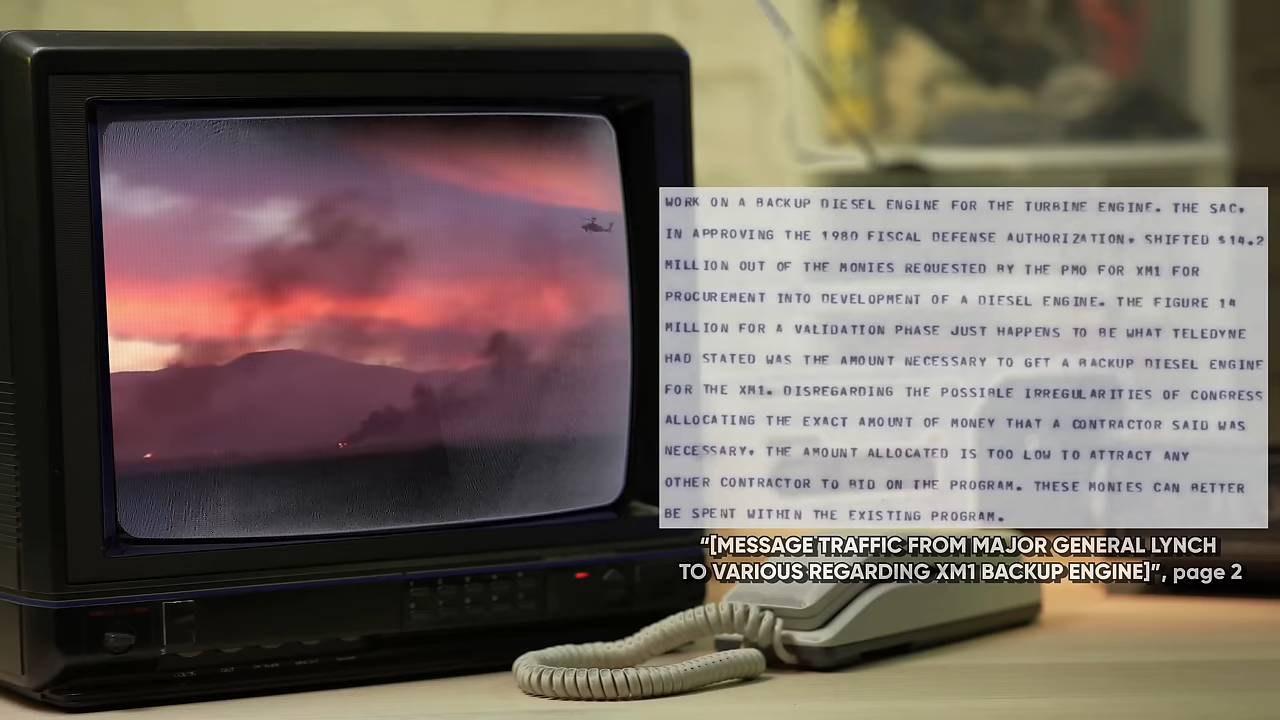 WORK ON A BACKUP DIESEL ENGINE FOR THE TURBINE ENGINE. THE SAC,
IN APPROVING THE 1980 FISCAL DEFENSE AUTHORIZATION, SHIFTED $14.2
MILLION OUT OF THE MONIES REQUESTED BY THE PMO FOR XM1 FOR
PROCUREMENT INTO DEVELOPMENT OF A DIESEL ENGINE. THE FIGURE 14
MILLION FOR A VALIDATION PHASE JUST HAPPENS TO BE WHAT TELEDYNE
HAD STATED WAS THE AMOUNT NECESSARY TO GET A BACKUP DIESEL ENGINE
FOR THE XM1. DISREGARDING THE POSSIBLE IRREGULARITIES OF CONGRESS
ALLOCATING THE EXACT AMOUNT OF MONEY THAT A CONTRACTOR SAID WAS
NECESSARY, THE AMOUNT ALLOCATED IS TOO LOW TO ATTRACT ANY
OTHER CONTRACTOR TO BID ON THE PROGRAM. THESE MONIES CAN BETTER
BE SPENT WITHIN THE EXISTING PROGRAM.
“[MESSAGE TRAFFIC FROM MAJOR GENERAL LYNCH
TO VARIOUS REGARDING XM1 BACKUP ENGINE]”, page 2